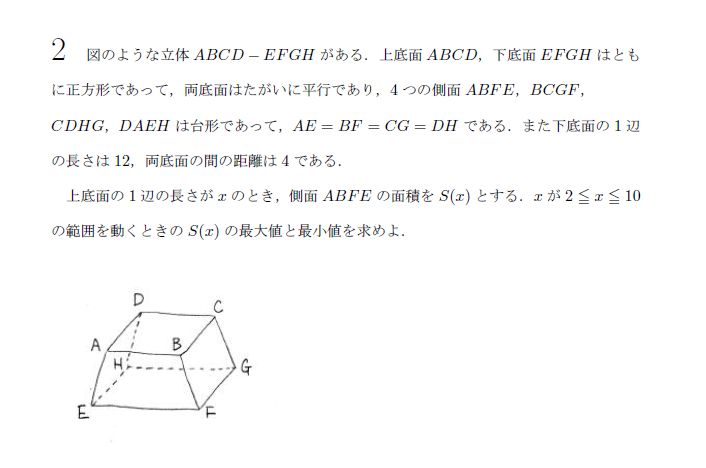 2 図のような立体 ABCD − EFGH がある．上底面 ABCD，下底面 EFGH はとも
に正方形であって，両底面はたがいに平行であり，4 つの側面 ABFE，BCGF，
CDHG，DAEH は台形であって，AE = BF = CG = DH である．また下底面の 1 辺
の長さは 12，両底面の間の距離は 4 である．
上底面の 1 辺の長さが x のとき，側面 ABFE の面積を S(x) とする．x が 2 ≦ x ≦ 10
の範囲を動くときの S(x) の最大値と最小値を求めよ．
D
C
A
B
H
G
E
F